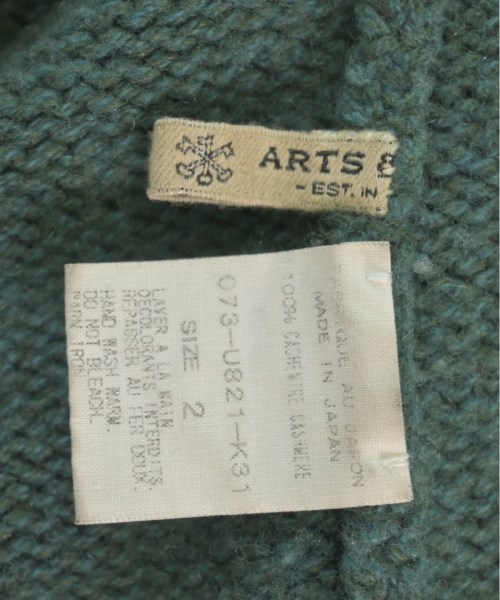 ARTS &
- EST. IN
FABRIQUE AU JAPON
MADE IN JAPAN
100% CACHEMIRE CASHMERE
073-U821-K31
SIZE 2
LAVER A LA MAIN
DECOLORANTS INTERDITS.
REPASSER AU FER DOUX.
HAND WASH WARM.
DO NOT BLEACH.
WARM IRON.